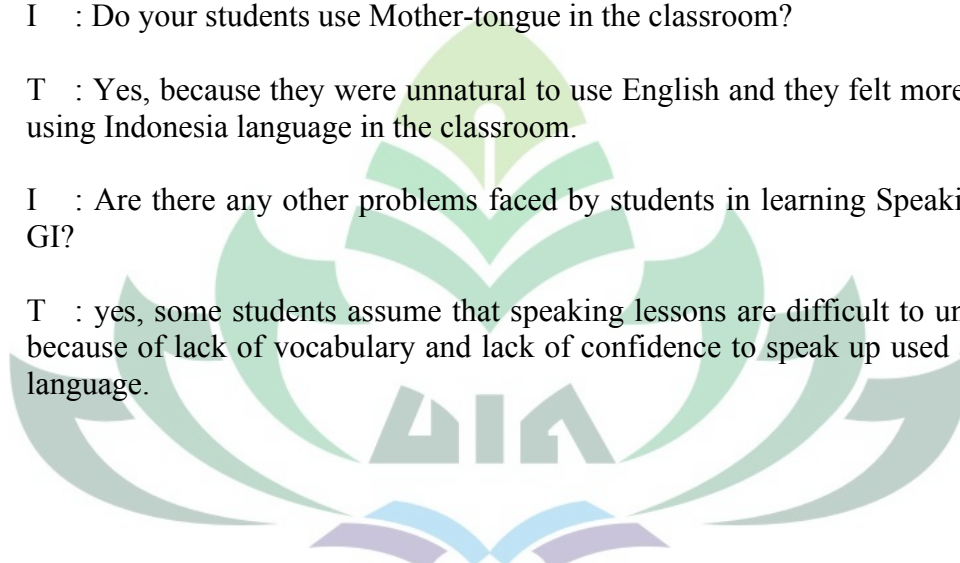 I : Do your students use Mother-tongue in the classroom?
T : Yes, because they were unnatural to use English and they felt more
using Indonesia language in the classroom.
I : Are there any other problems faced by students in learning
GI?
T : yes, some students assume that speaking lessons are difficult to
because of lack of vocabulary and lack of confidence to speak up used
language.
UIN